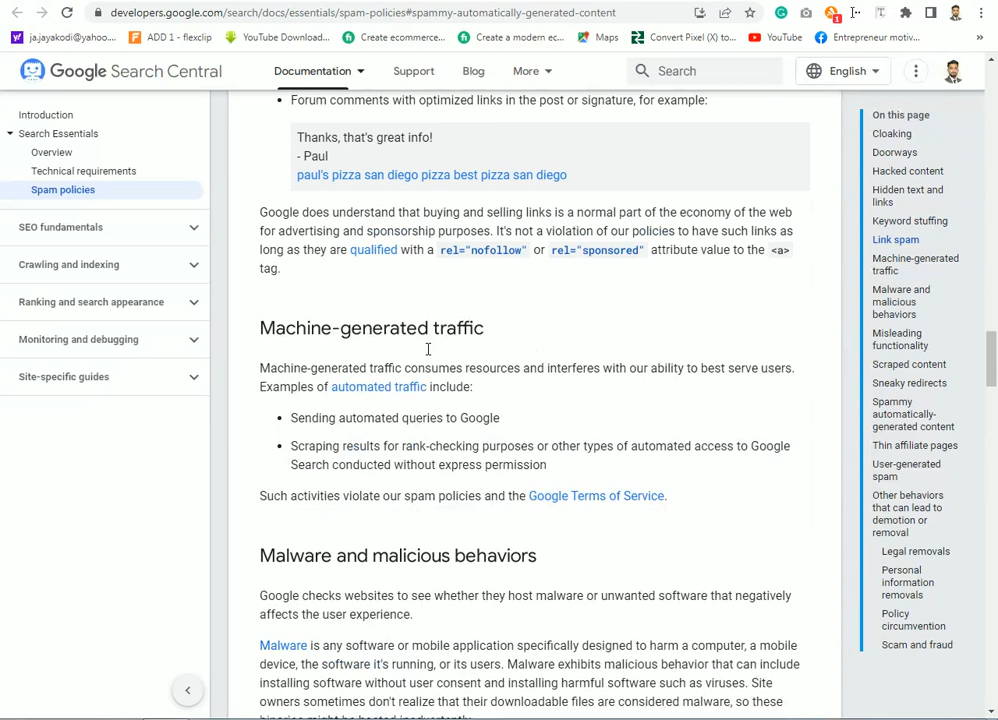 developers.google.com/search/docs/essentials/spam-policies#spammy-automatically-generated-content
1
ja.jayakodi@yahoo....
ADD 1 - flexclip
YouTube Download...
Create ecommerce...
Create a modern ec...
Maps
Convert Pixel (X) to...
YouTube
Entrepreneur motiv...
»
Google Search Central
Documentation
Support
Blog
More
Search
English
Introduction
Search Essentials
Overview
Technical requirements
Spam policies
SEO fundamentals
Crawling and indexing
Ranking and search appearance
Monitoring and debugging
Site-specific guides
• Forum comments with optimized links in the post or signature, for example:
Thanks, that's great info!
- Paul
paul's pizza san diego pizza best pizza san diego
Google does understand that buying and selling links is a normal part of the economy of the web
for advertising and sponsorship purposes. It's not a violation of our policies to have such links as
long as they are qualified with a rel="nofollow" or rel="sponsored" attribute value to the <a>
tag.
Machine-generated traffic
Machine-generated traffic consumes resources and interferes with our ability to best serve users.
Examples of automated traffic include:
• Sending automated queries to Google
• Scraping results for rank-checking purposes or other types of automated access to Google
Search conducted without express permission
Such activities violate our spam policies and the Google Terms of Service.
Malware and malicious behaviors
Google checks websites to see whether they host malware or unwanted software that negatively
affects the user experience.
Malware is any software or mobile application specifically designed to harm a computer, a mobile
device, the software it's running, or its users. Malware exhibits malicious behavior that can include
installing software without user consent and installing harmful software such as viruses. Site
owners sometimes don't realize that their downloadable files are considered malware, so these
binaries might be hosted inadvertently.
On this page
Cloaking
Doorways
Hacked content
Hidden text and
links
Keyword stuffing
Link spam
Machine-generated
traffic
Malware and
malicious
behaviors
Misleading
functionality
Scraped content
Sneaky redirects
Spammy
automatically-
generated content
Thin affiliate pages
User-generated
spam
Other behaviors
that can lead to
demotion or
removal
Legal removals
Personal
information
removals
Policy
circumvention
Scam and fraud